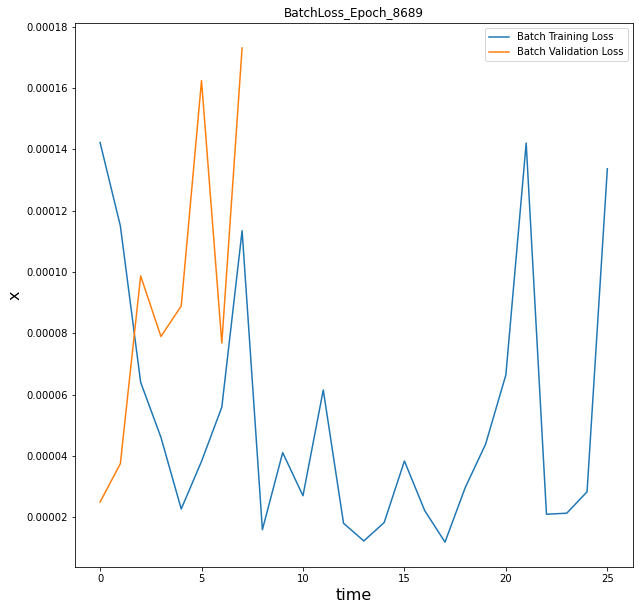 BatchLoss_Epoch_8689
Batch Training Loss
Batch Validation Loss
0.00018
0.00016
0.00014
0.00012
0.00010
0.00008
0.00006
0.00004
0.00002
x
0 5 10 15 20 25
time